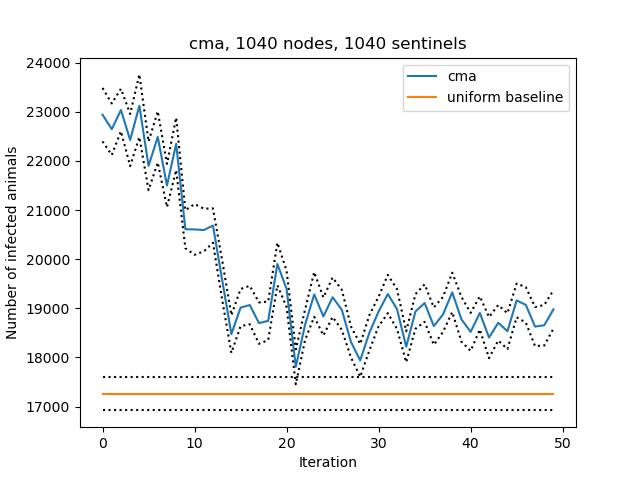 cma, 1040 nodes, 1040 sentinels
24000
23000
22000
21000
20000
19000
18000
17000
Number of infected animals
cma
uniform baseline
0 10 20 30 40 50
Iteration